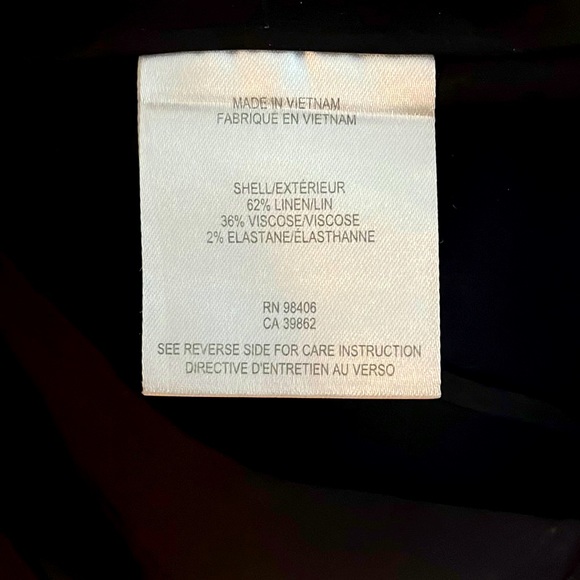 MADE IN VIETNAM
FABRIQUE EN VIETNAM
SHELL/EXTÉRIEUR
62% LINEN/LIN
36% VISCOSE/VISCOSE
2% ELASTANE/ÉLASTHANNE
RN 98406
CA 39862
SEE REVERSE SIDE FOR CARE INSTRUCTION
DIRECTIVE D'ENTRETIEN AU VERSO